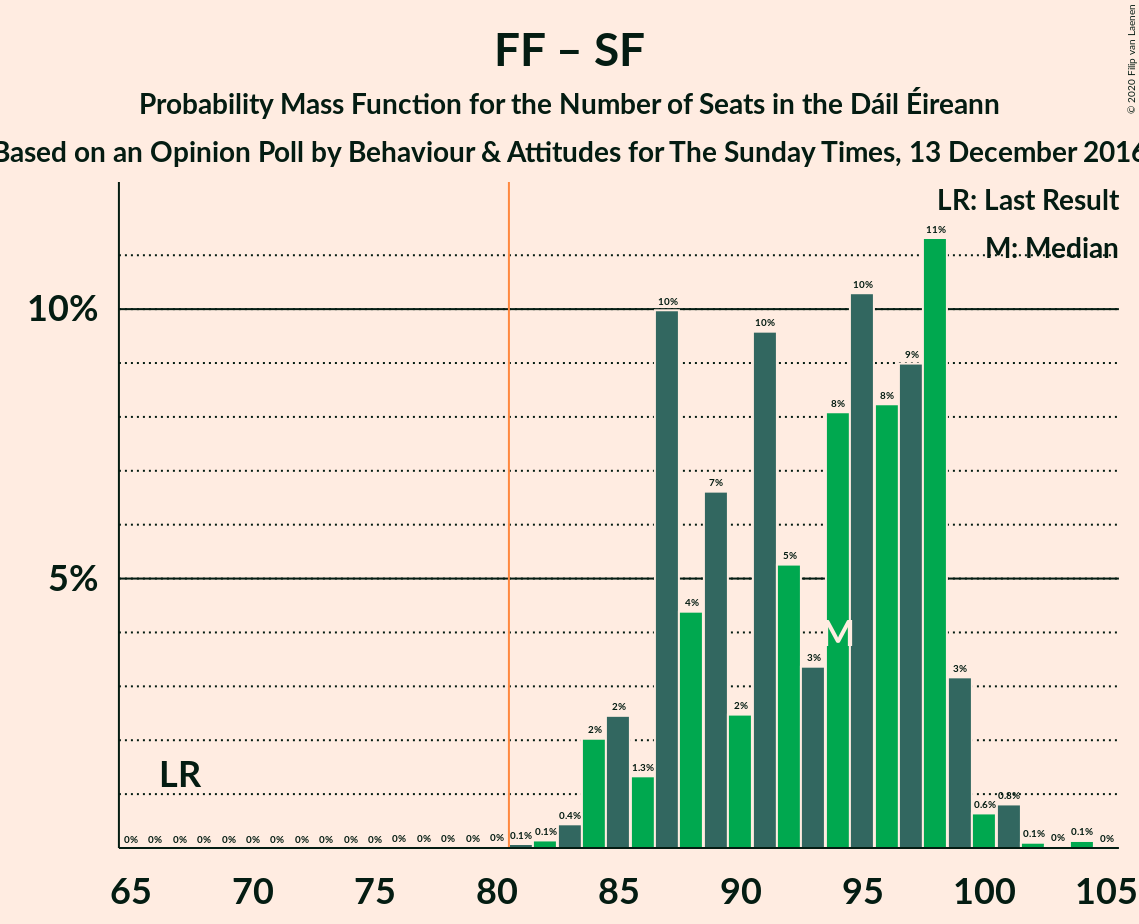 FF – SF
Probability Mass Function for the Number of Seats in the Dáil Éireann
Based on an Opinion Poll by Behaviour & Attitudes for The Sunday Times, 13 December 2016
© 2020 Filip van Laenen
LR: Last Result
M: Median
10%
5%
LR
M
0% 0% 0% 0% 0% 0% 0% 0% 0% 0% 0% 0% 0% 0% 0% 0% 0.1% 0.1% 0.4% 2% 2% 1.3% 10% 4% 7% 2% 10% 5% 3% 8% 10% 8% 9% 11% 3% 0.6% 0.8% 0.1% 0% 0.1% 0%
65 70 75 80 85 90 95 100 105